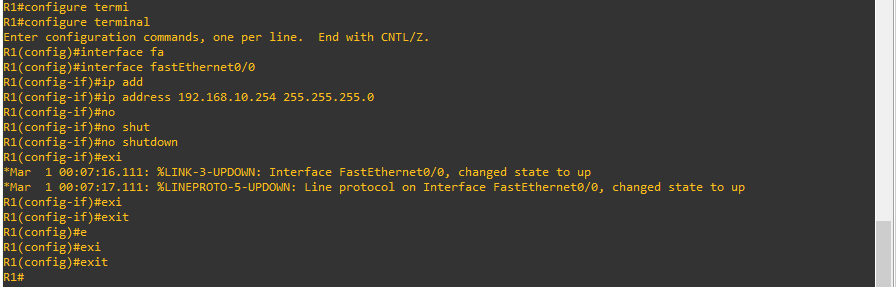 R1#configure termi
R1#configure terminal
Enter configuration commands, one per line.  End with CNTL/Z.
R1(config)#interface fa
R1(config)#interface fastEthernet0/0
R1(config-if)#ip add
R1(config-if)#ip address 192.168.10.254 255.255.255.0
R1(config-if)#no
R1(config-if)#no shut
R1(config-if)#no shutdown
R1(config-if)#exi
*Mar  1 00:07:16.111: %LINK-3-UPDOWN: Interface FastEthernet0/0, changed state to up
*Mar  1 00:07:17.111: %LINEPROTO-5-UPDOWN: Line protocol on Interface FastEthernet0/0, changed state to up
R1(config-if)#exi
R1(config-if)#exit
R1(config)#e
R1(config)#exi
R1(config)#exit
R1#